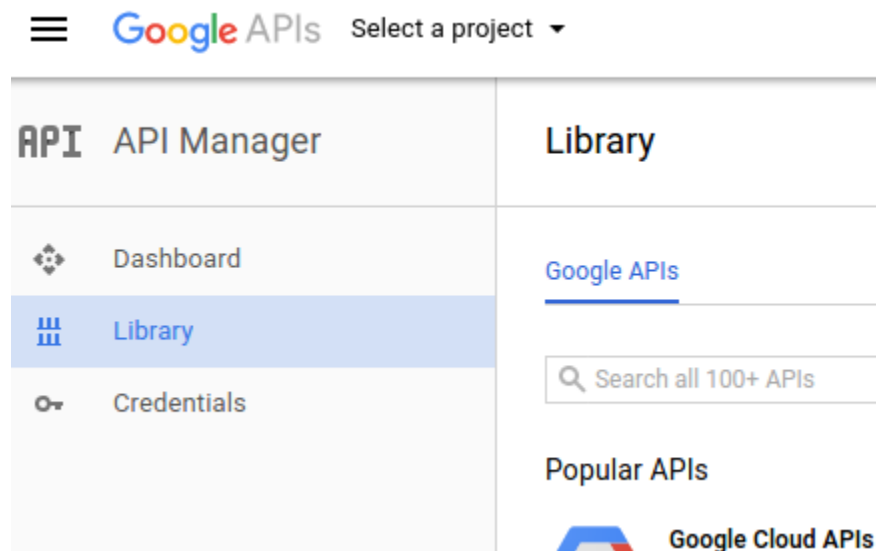 Google APIs Select a project
API API Manager
Library
Dashboard
Library
Credentials
Google APIs
Search all 100+ APIs
Popular APIs
Google Cloud APIs